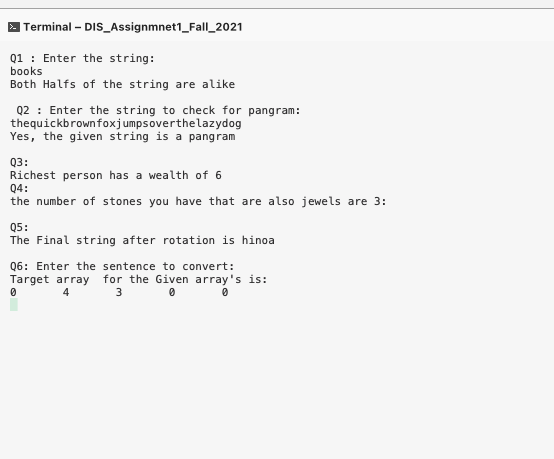 Terminal – DIS_Assignmnet1_Fall_2021
Q1 : Enter the string:
books
Both Halfs of the string are alike
Q2 : Enter the string to check for pangram:
thequickbrownfoxjumpsoverthelazydog
Yes, the given string is a pangram
Q3:
Richest person has a wealth of 6
Q4:
the number of stones you have that are also jewels are 3:
Q5:
The Final string after rotation is hinoa
Q6: Enter the sentence to convert:
Target array  for the Given array's is:
0       4       3       0       0